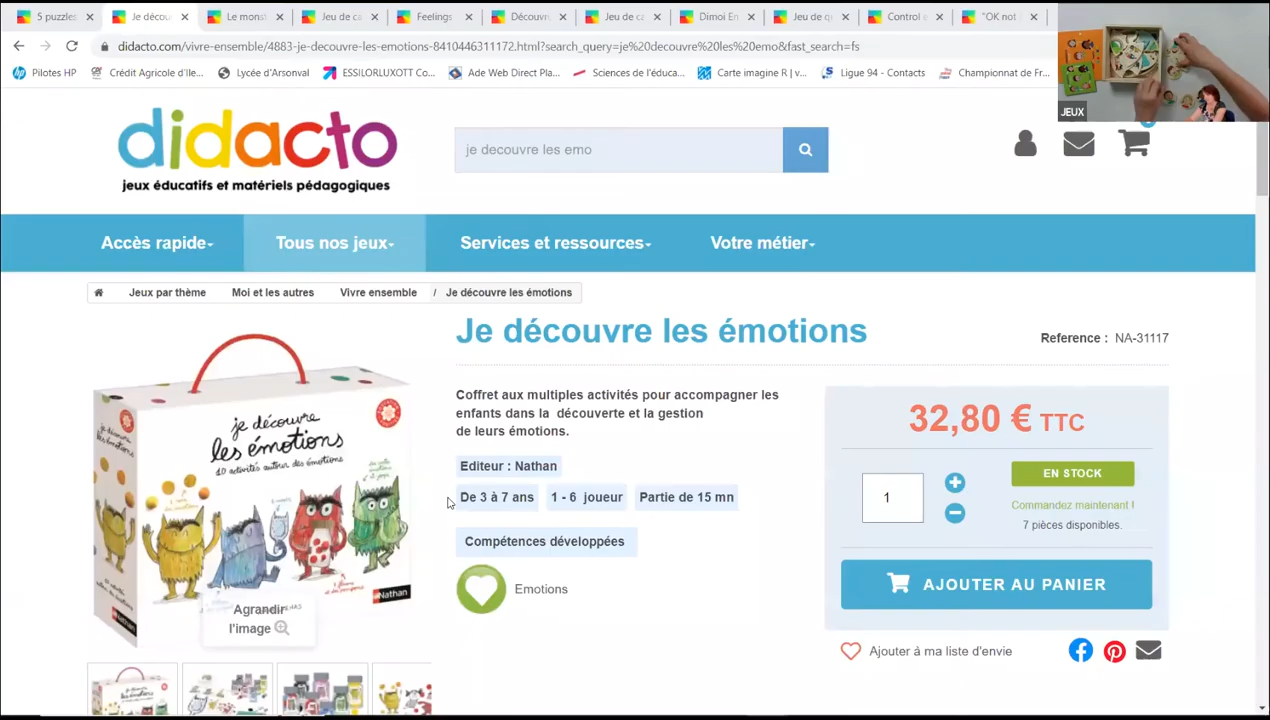 5 puzzles
Je décou
Le mons
Jeu de ca
Feelings
Découvr
Jeu de c
Dimoi En
Jeu de q
Control e
"OK not
didacto.com/vivre-ensemble/4883-je-decouvre-les-emotions-8410446311172.html?search_query=je%20decouvre%20les%20emo&fast_search=fs
Pilotes HP
Crédit Agricole d'Ile...
Lycée d'Arsonval
ESSILORLUXOTT Co...
Ade Web Direct Pla...
Sciences de l'éduca...
Carte imagine R | v...
Ligue 94 - Contacts
Championnat de Fr...
JEUX
didacto
jeux éducatifs et matériels pédagogiques
je decouvre les emo
Accès rapide
Tous nos jeux
Services et ressources
Votre métier
Jeux par thème
Moi et les autres
Vivre ensemble
/ Je découvre les émotions
Je découvre les émotions
Reference : NA-31117
Coffret aux multiples activités pour accompagner les
enfants dans la découverte et la gestion
de leurs émotions.
Editeur : Nathan
De 3 à 7 ans
1 - 6 joueur
Partie de 15 mn
Compétences développées
Emotions
32,80 € TTC
1
EN STOCK
Commandez maintenant !
7 pièces disponibles.
AJOUTER AU PANIER
Ajouter à ma liste d'envie
je découvre
les émotions
10 activités autour des émotions
Nathan
Agrandir
l'image